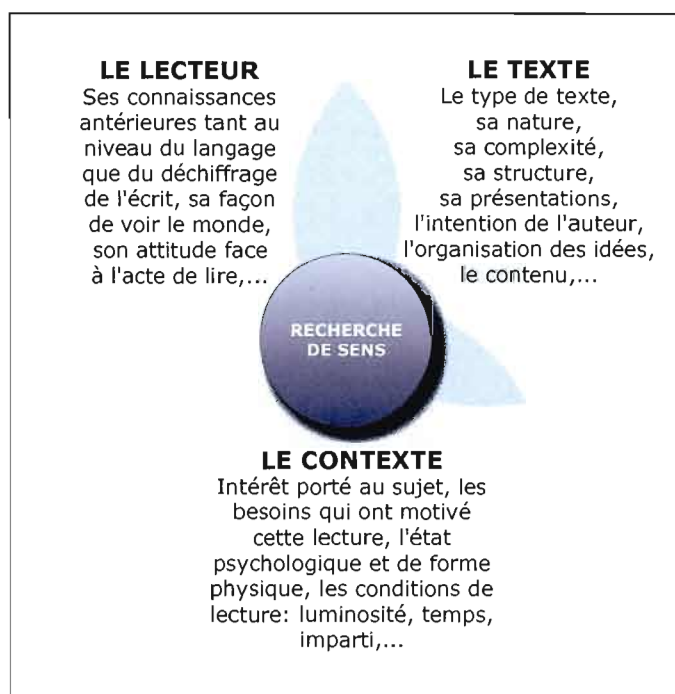 LE LECTEUR
Ses connaissances
antérieures tant au
niveau du langage
que du déchiffrage
de l'écrit, sa façon
de voir le monde,
son attitude face
à l'acte de lire,...
LE TEXTE
Le type de texte,
sa nature,
sa complexité,
sa structure,
sa présentations,
l'intention de l'auteur,
l'organisation des idées,
le contenu,...
RECHERCHE
DE SENS
LE CONTEXTE
Intérêt porté au sujet, les
besoins qui ont motivé
cette lecture, l'état
psychologique et de forme
physique, les conditions de
lecture: luminosité, temps,
imparti,...